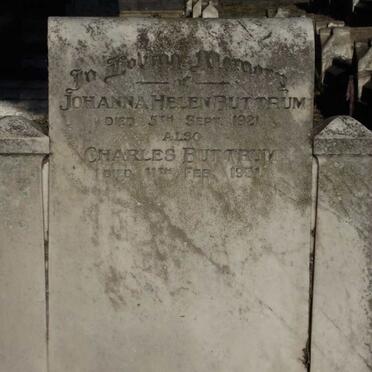 In Loving Memory
of
JOHANNA HELEN BUTTRUM
DIED 5TH SEPT. 1921
ALSO
CHARLES BUTTRUM
DIED 11TH FEB. 1931